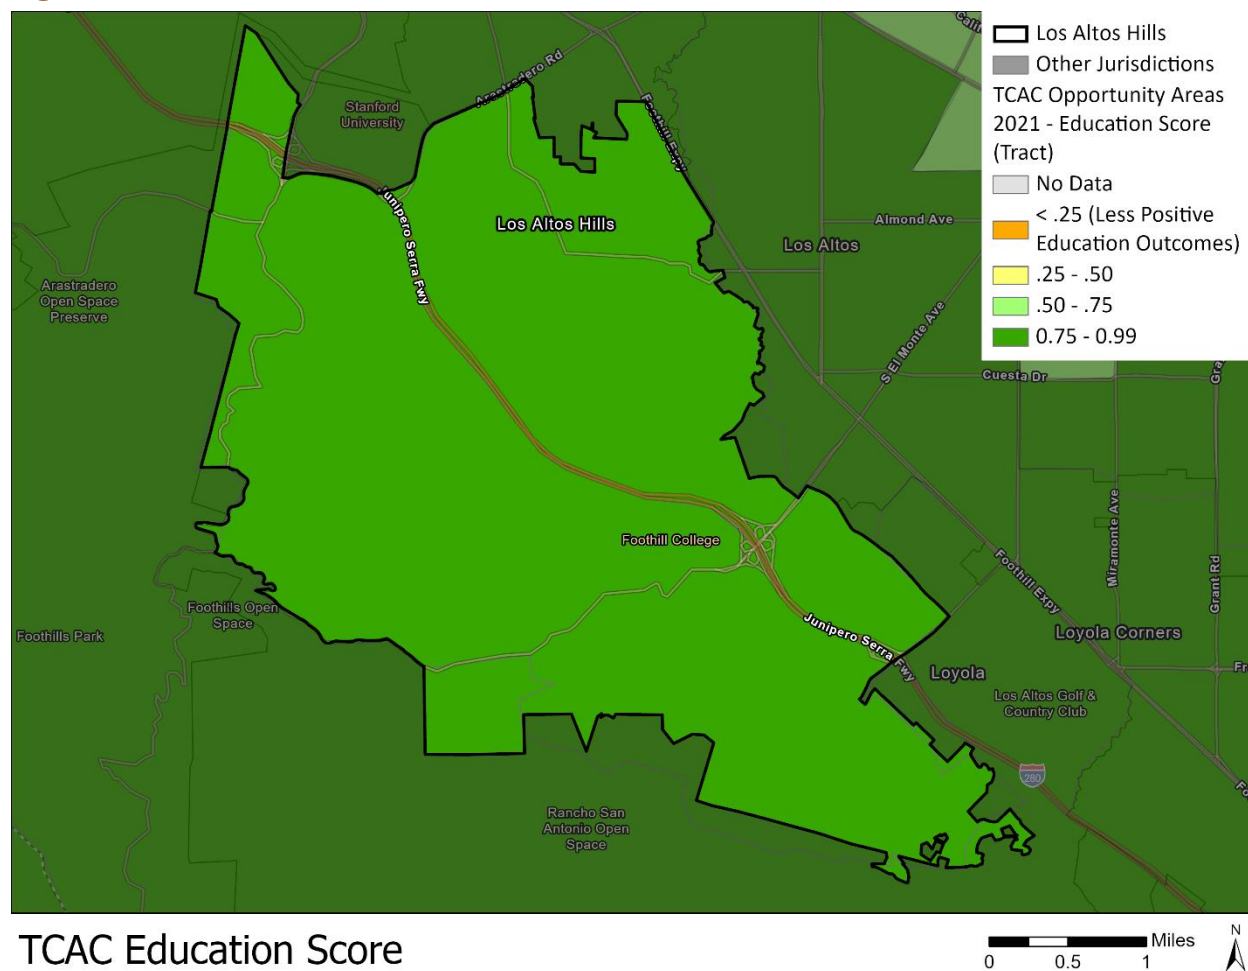 Los Altos Hills
Other Jurisdictions
TCAC Opportunity Areas
2021 - Education Score
(Tract)
No Data
< .25 (Less Positive
Education Outcomes)
.25 - .50
.50 - .75
0.75 - 0.99
Arastradero Rd
Stanford
University
Foothill Expy
Junipero Serra Fwy
Los Altos Hills
Almond Ave
Los Altos
Arastradero
Open Space
Preserve
S El Monte Ave
Cuesta Dr
Foothill College
Miramonte Ave
Grant Rd
Foothill Expy
Foothills Open
Space
Foothills Park
Junipero Serra Fwy
Loyola Corners
Loyola
Los Altos Golf &
Country Club
280
Rancho San
Antonio Open
Space
TCAC Education Score
0 0.5 1 Miles
N